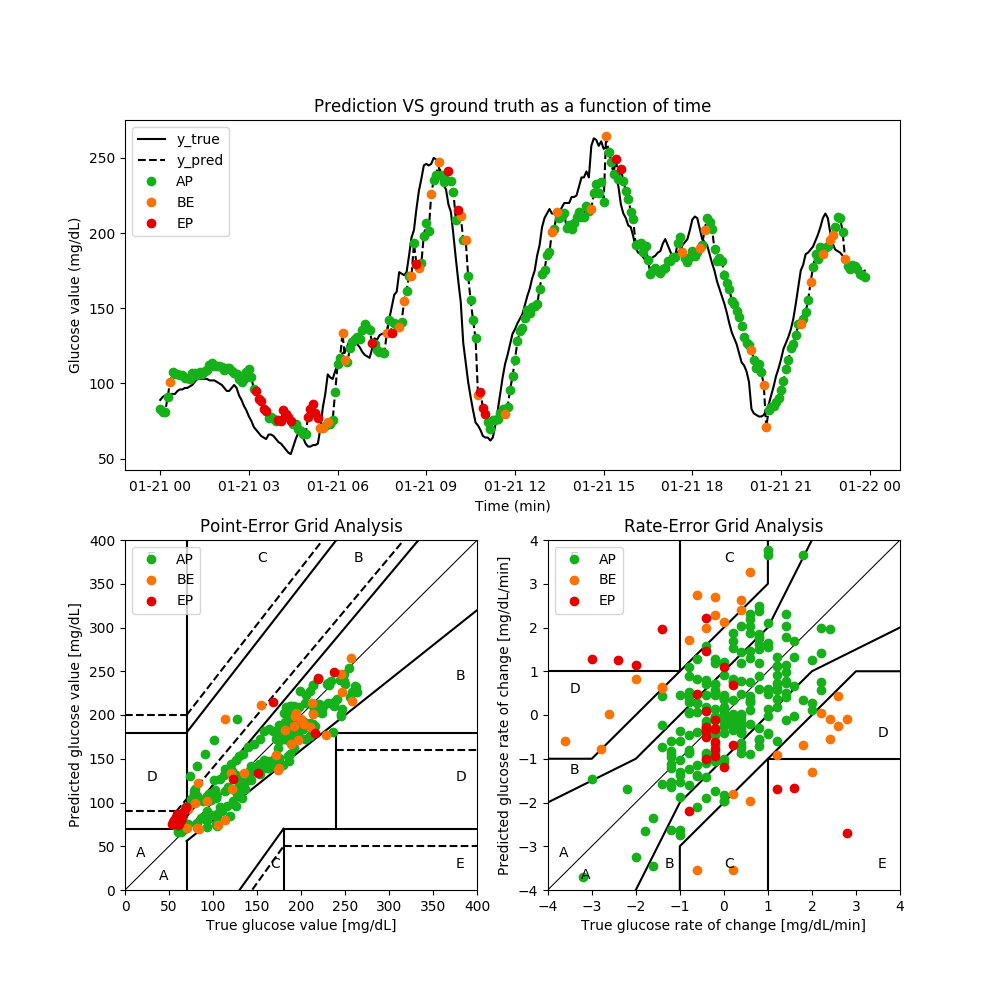 Prediction VS ground truth as a function of time
Glucose value (mg/dL)
250
200
150
100
50
y_true
y_pred
AP
BE
EP
01-21 00 01-21 03 01-21 06 01-21 09 01-21 12 01-21 15 01-21 18 01-21 21 01-22 00
Time (min)
Point-Error Grid Analysis
Predicted glucose value [mg/dL]
400
350
300
250
200
150
100
50
0
AP
BE
EP
C
B
B
D
D
A
A
C
E
0 50 100 150 200 250 300 350 400
True glucose value [mg/dL]
Rate-Error Grid Analysis
Predicted glucose rate of change [mg/dL/min]
4
3
2
1
0
−1
−2
−3
−4
AP
BE
EP
C
D
D
B
A
A
B
C
E
−4 −3 −2 −1 0 1 2 3 4
True glucose rate of change [mg/dL/min]